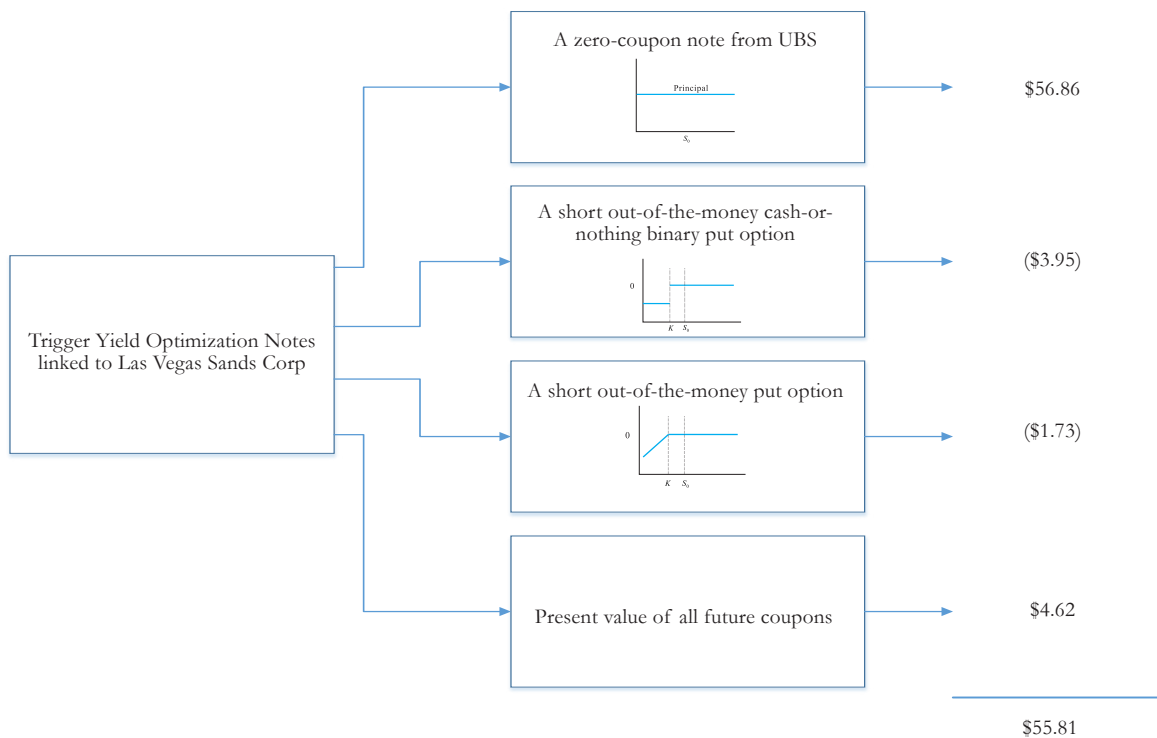 A zero-coupon note from UBS
Principal
S0
$56.86
A short out-of-the-money cash-or-
nothing binary put option
0
K S0
($3.95)
Trigger Yield Optimization Notes
linked to Las Vegas Sands Corp
A short out-of-the-money put option
0
K S0
($1.73)
Present value of all future coupons
$4.62
$55.81